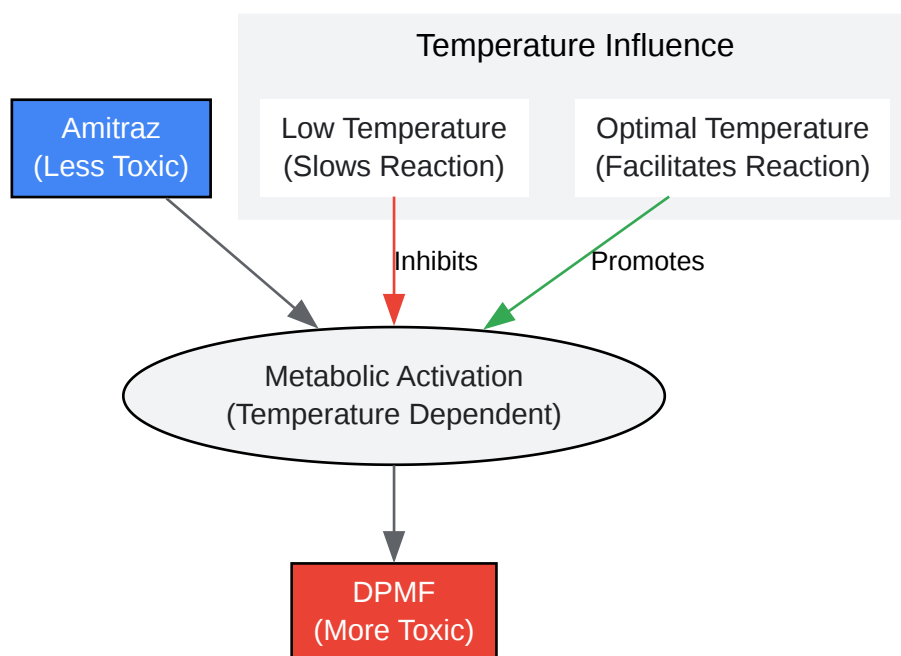 Temperature Influence
Amitraz
(Less Toxic)
Low Temperature
(Slows Reaction)
Optimal Temperature
(Facilitates Reaction)
Inhibits
Promotes
Metabolic Activation
(Temperature Dependent)
DPMF
(More Toxic)